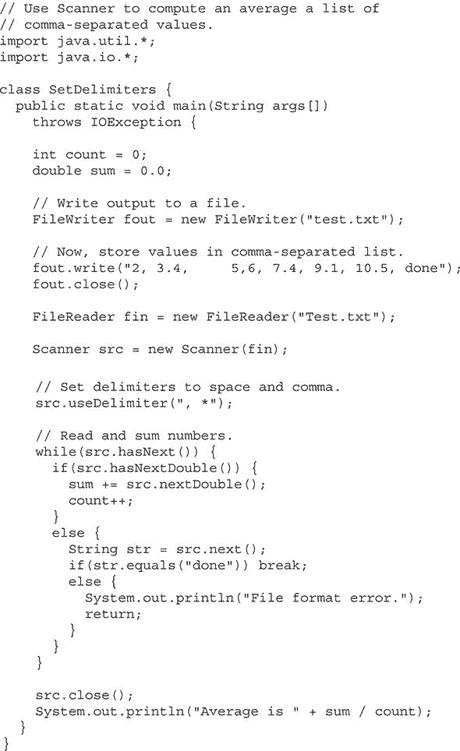 // Use Scanner to compute an average a list of
// comma-separated values.
import java.util.*;
import java.io.*;

class SetDelimiters {
  public static void main(String args[])
    throws IOException {

    int count = 0;
    double sum = 0.0;

    // Write output to a file.
    FileWriter fout = new FileWriter("test.txt");

    // Now, store values in comma-separated list.
    fout.write("2, 3.4,     5,6, 7.4, 9.1, 10.5, done");
    fout.close();

    FileReader fin = new FileReader("Test.txt");

    Scanner src = new Scanner(fin);

    // Set delimiters to space and comma.
    src.useDelimiter(", *");

    // Read and sum numbers.
    while(src.hasNext()) {
      if(src.hasNextDouble()) {
        sum += src.nextDouble();
        count++;
      }
      else {
        String str = src.next();
        if(str.equals("done")) break;
        else {
          System.out.println("File format error.");
          return;
        }
      }
    }

    src.close();
    System.out.println("Average is " + sum / count);
  }
}